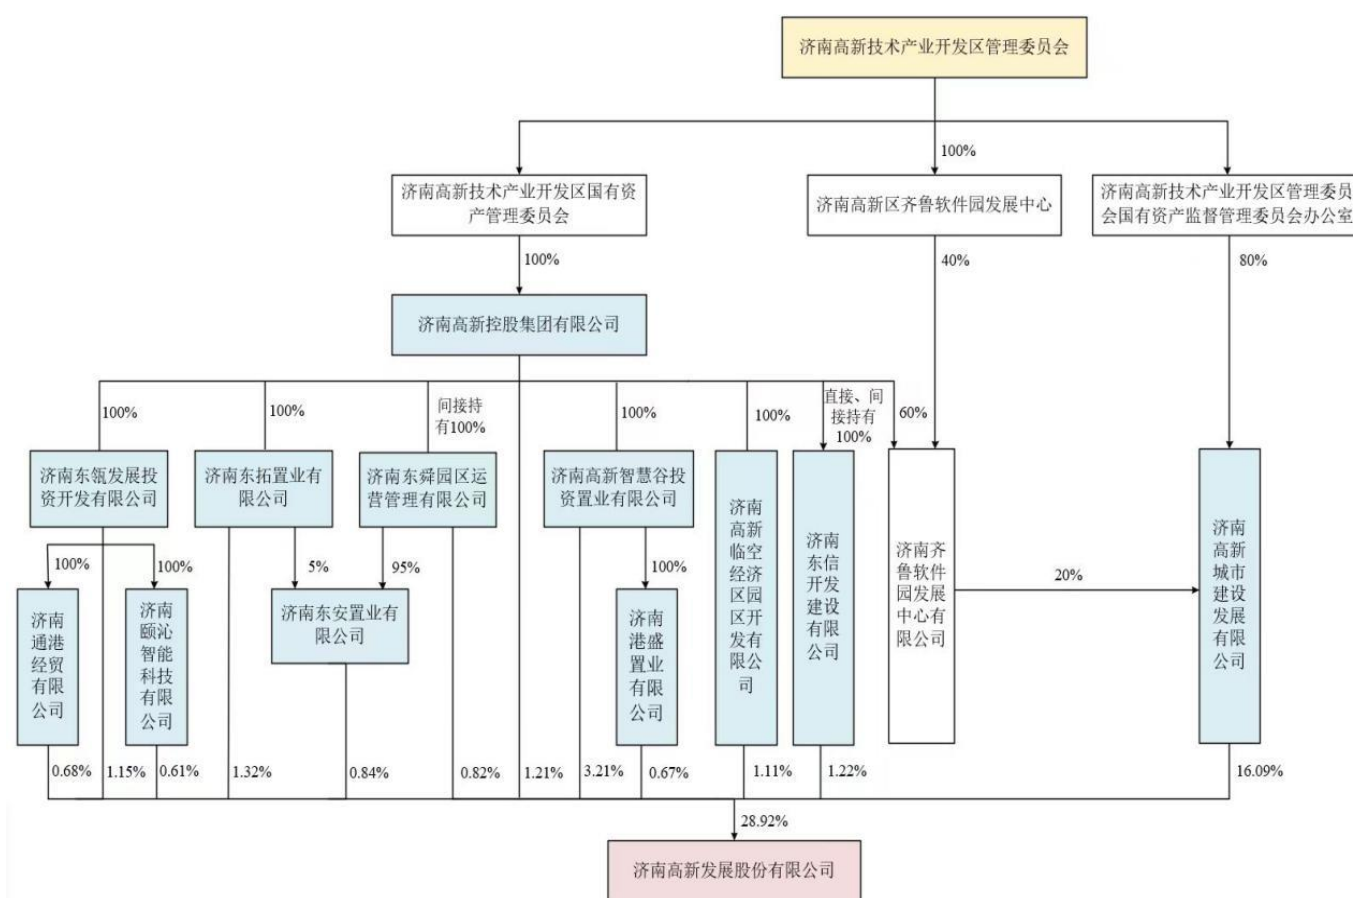 济南高新技术产业开发区管理委员会
100%
济南高新技术产业开发区国有资
产管理委员会
济南高新区齐鲁软件园发展中心
济南高新技术产业开发区管理委员
会国有资产监督管理委员会办公室
100%
40%
80%
济南高新控股集团有限公司
100%
100%
间接持
有100%
100%
100%
直接、间
接持有
100%
60%
济南东瓴发展投
资开发有限公司
济南东拓置业有
限公司
济南东舜园区运
营管理有限公司
济南高新智慧谷投
资置业有限公司
济南
高新
临空
经济
区园
区开
发有
限公
司
济南
东信
开发
建设
有限
公司
济南齐
鲁软件
园发展
中心有
限公司
济南
高新
城市
建设
发展
有限
公司
100%
100%
5%
95%
100%
20%
济南
通港
经贸
有限
公司
济南
颐沁
智能
科技
有限
公司
济南东安置业有
限公司
济南
港盛
置业
有限
公司
0.68%
1.15%
0.61%
1.32%
0.84%
0.82%
1.21%
3.21%
0.67%
1.11%
1.22%
16.09%
28.92%
济南高新发展股份有限公司